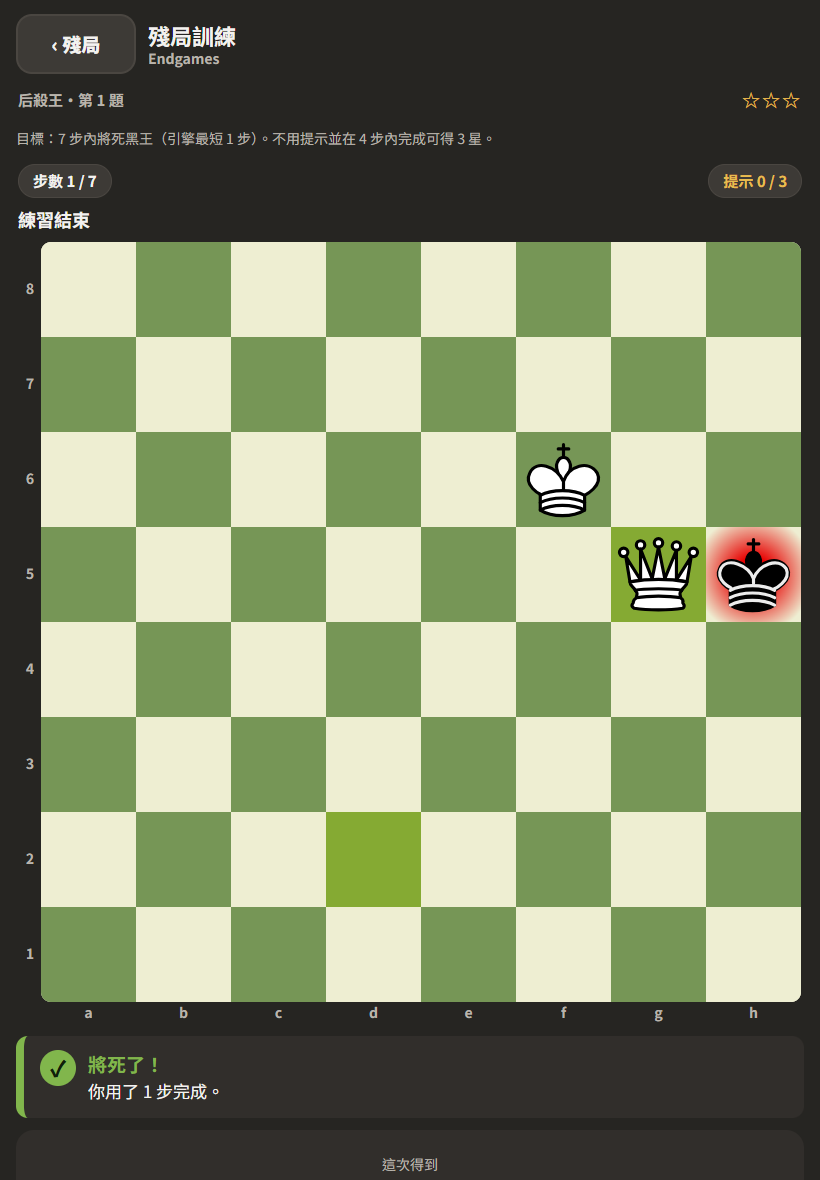 ‹ 殘局
殘局訓練
Endgames
后殺王·第 1 題
☆☆☆
目標：7 步內將死黑王（引擎最短 1 步）。不用提示並在 4 步內完成可得 3 星。
步數 1 / 7
提示 0 / 3
練習結束
8
7
6
5
4
3
2
1
a b c d e f g h
將死了！
你用了 1 步完成。
這次得到